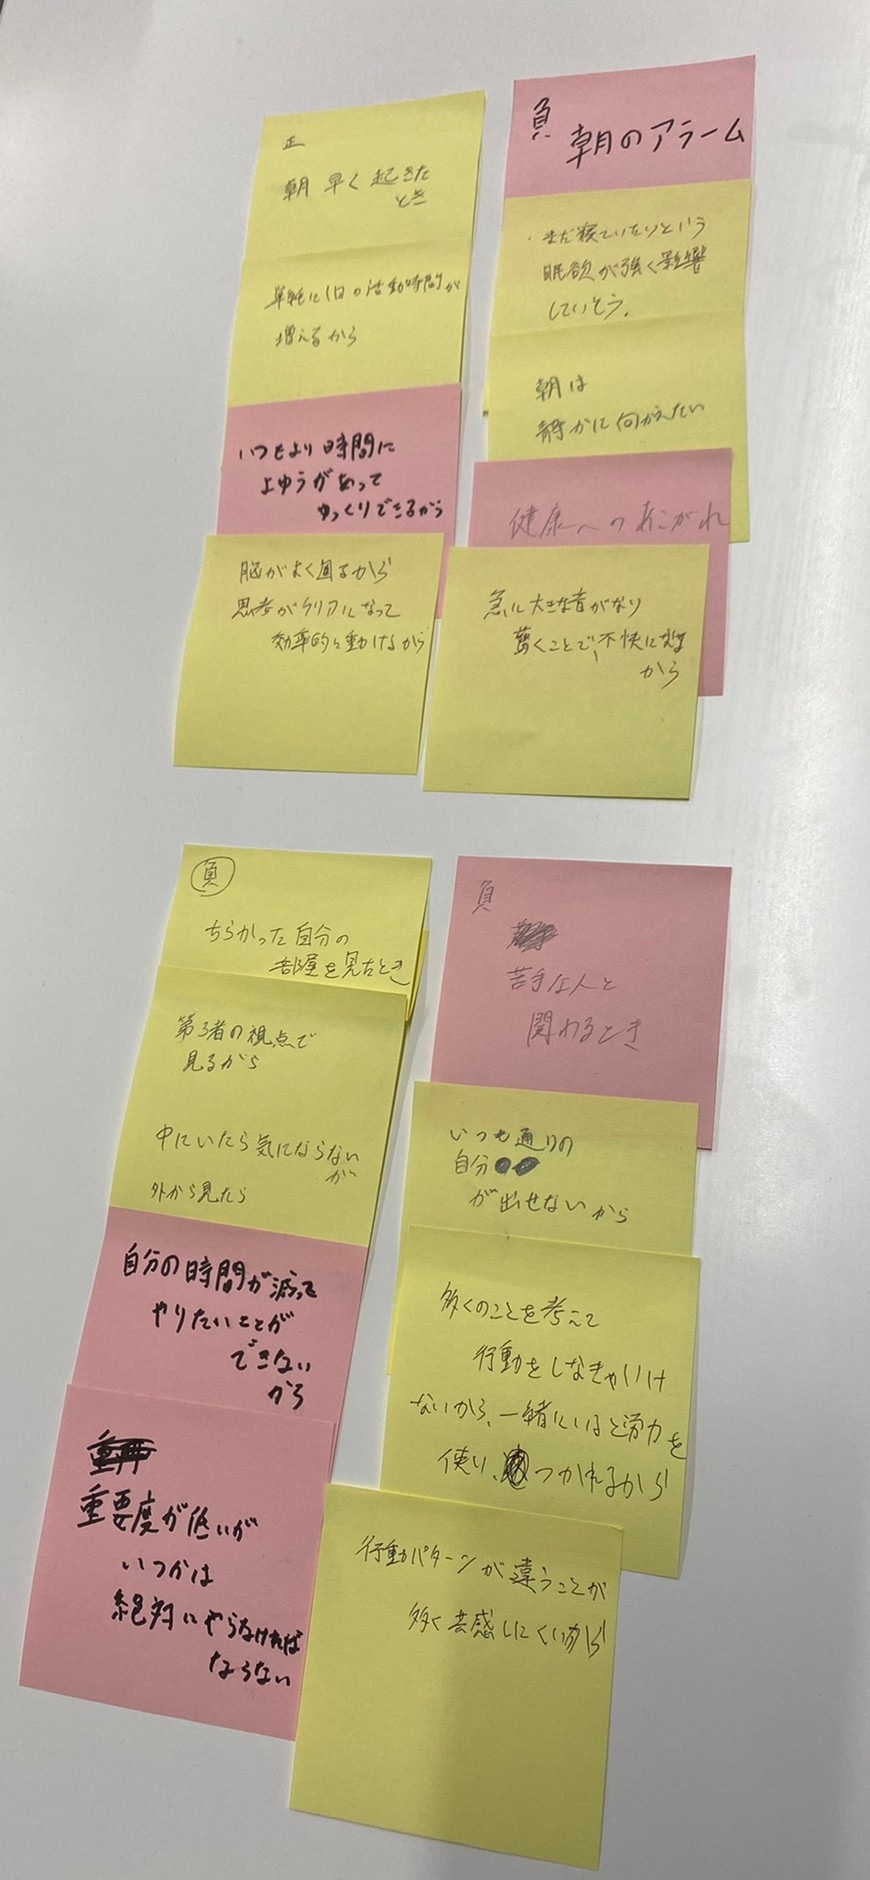 正
朝 早く 起きた
とき
単純に1日の活動時間が
増えるから
いつもより時間に
よゆうがあって
ゆっくりできるから
脳がよく回るから
思考がクリアになって
効率的に動けるから
負
朝のアラーム
・まだ寝ていたいという
眠欲が強く影響
していそう。
朝は
静かに何かえたい
健康へのあこがれ
急に大きな音がなり
驚くことで、不快に
から
負
ちらかった自分の
部屋を見たとき
第3者の視点で
見るから
中にいたら気にならない
が
外から見たら
自分の時間が減って
やりたいことが
できない
から
重要度が低いが
いつかは
絶対にやらなければ
ならない
負
苦手な人と
関わるとき
いつも通りの
自分
が出せないから
多くのことを考えて
行動をしなきゃいけ
ないから、一緒にいると労力を
使い、つかれるから
行動パターンが違うことが
多く共感しにくいから